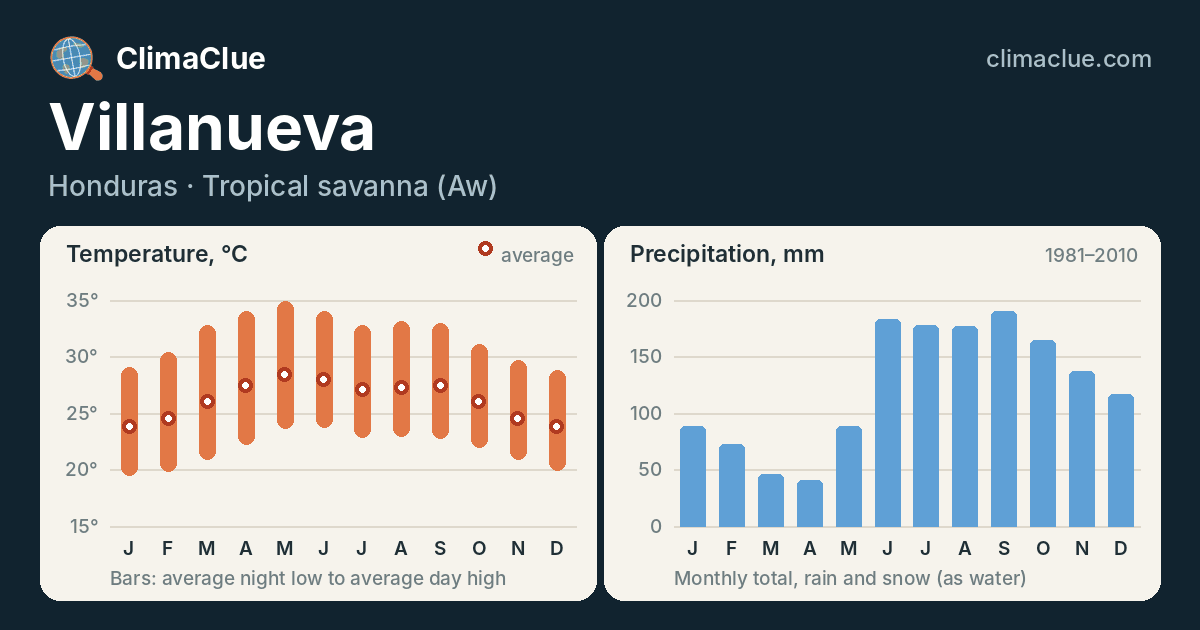 ClimaClue
climaclue.com
Villanueva
Honduras · Tropical savanna (Aw)
Temperature, °C
average
35°
30°
25°
20°
15°
J F M A M J J A S O N D
Bars: average night low to average day high
Precipitation, mm
1981–2010
200
150
100
50
0
J F M A M J J A S O N D
Monthly total, rain and snow (as water)